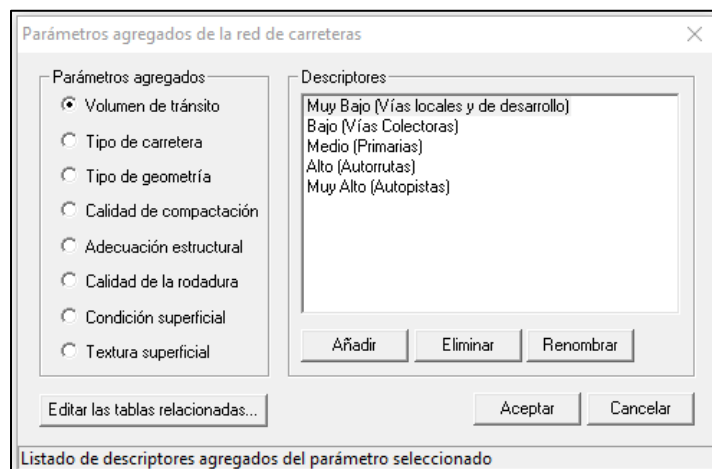 Parámetros agregados de la red de carreteras
Parámetros agregados
Volumen de tránsito
Tipo de carretera
Tipo de geometría
Calidad de compactación
Adecuación estructural
Calidad de la rodadura
Condición superficial
Textura superficial
Descriptores
Muy Bajo (Vías locales y de desarrollo)
Bajo (Vías Colectoras)
Medio (Primarias)
Alto (Autorrutas)
Muy Alto (Autopistas)
Añadir Eliminar Renombrar
Editar las tablas relacionadas... Aceptar Cancelar
Listado de descriptores agregados del parámetro seleccionado